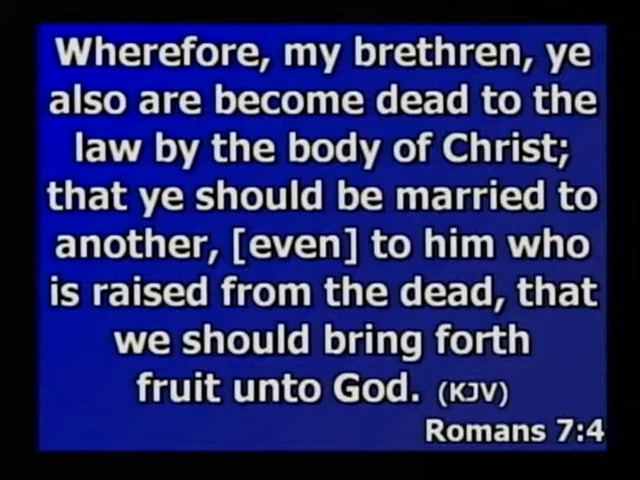 Wherefore, my brethren, ye
also are become dead to the
law by the body of Christ;
that ye should be married to
another, [even] to him who
is raised from the dead, that
we should bring forth
fruit unto God. (KJV)
Romans 7:4